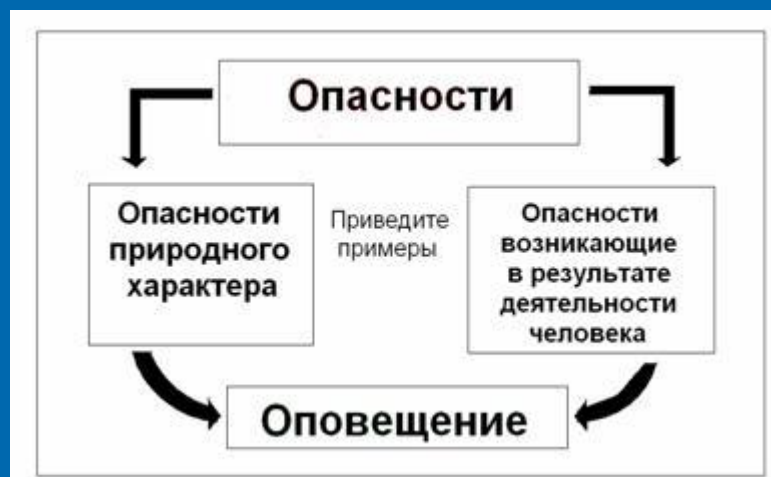 Опасности
Опасности
природного
характера
Приведите
примеры
Опасности
возникающие
в результате
деятельности
человека
Оповещение